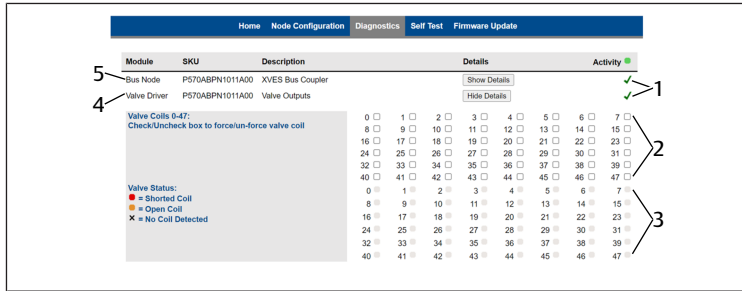 Home Node Configuration Diagnostics Self Test Firmware Update
Module SKU Description Details Activity
5 Bus Node P570ABPN1011A00 XVES Bus Coupler Show Details
1
4 Valve Driver P570ABPN1011A00 Valve Outputs Hide Details
Valve Coils 0-47:
Check/Uncheck box to force/un-force valve coil
0 1 2 3 4 5 6 7
8 9 10 11 12 13 14 15
16 17 18 19 20 21 22 23
2
24 25 26 27 28 29 30 31
32 33 34 35 36 37 38 39
40 41 42 43 44 45 46 47
Valve Status:
= Shorted Coil
= Open Coil
X = No Coil Detected
0 1 2 3 4 5 6 7
8 9 10 11 12 13 14 15
16 17 18 19 20 21 22 23
3
24 25 26 27 28 29 30 31
32 33 34 35 36 37 38 39
40 41 42 43 44 45 46 47